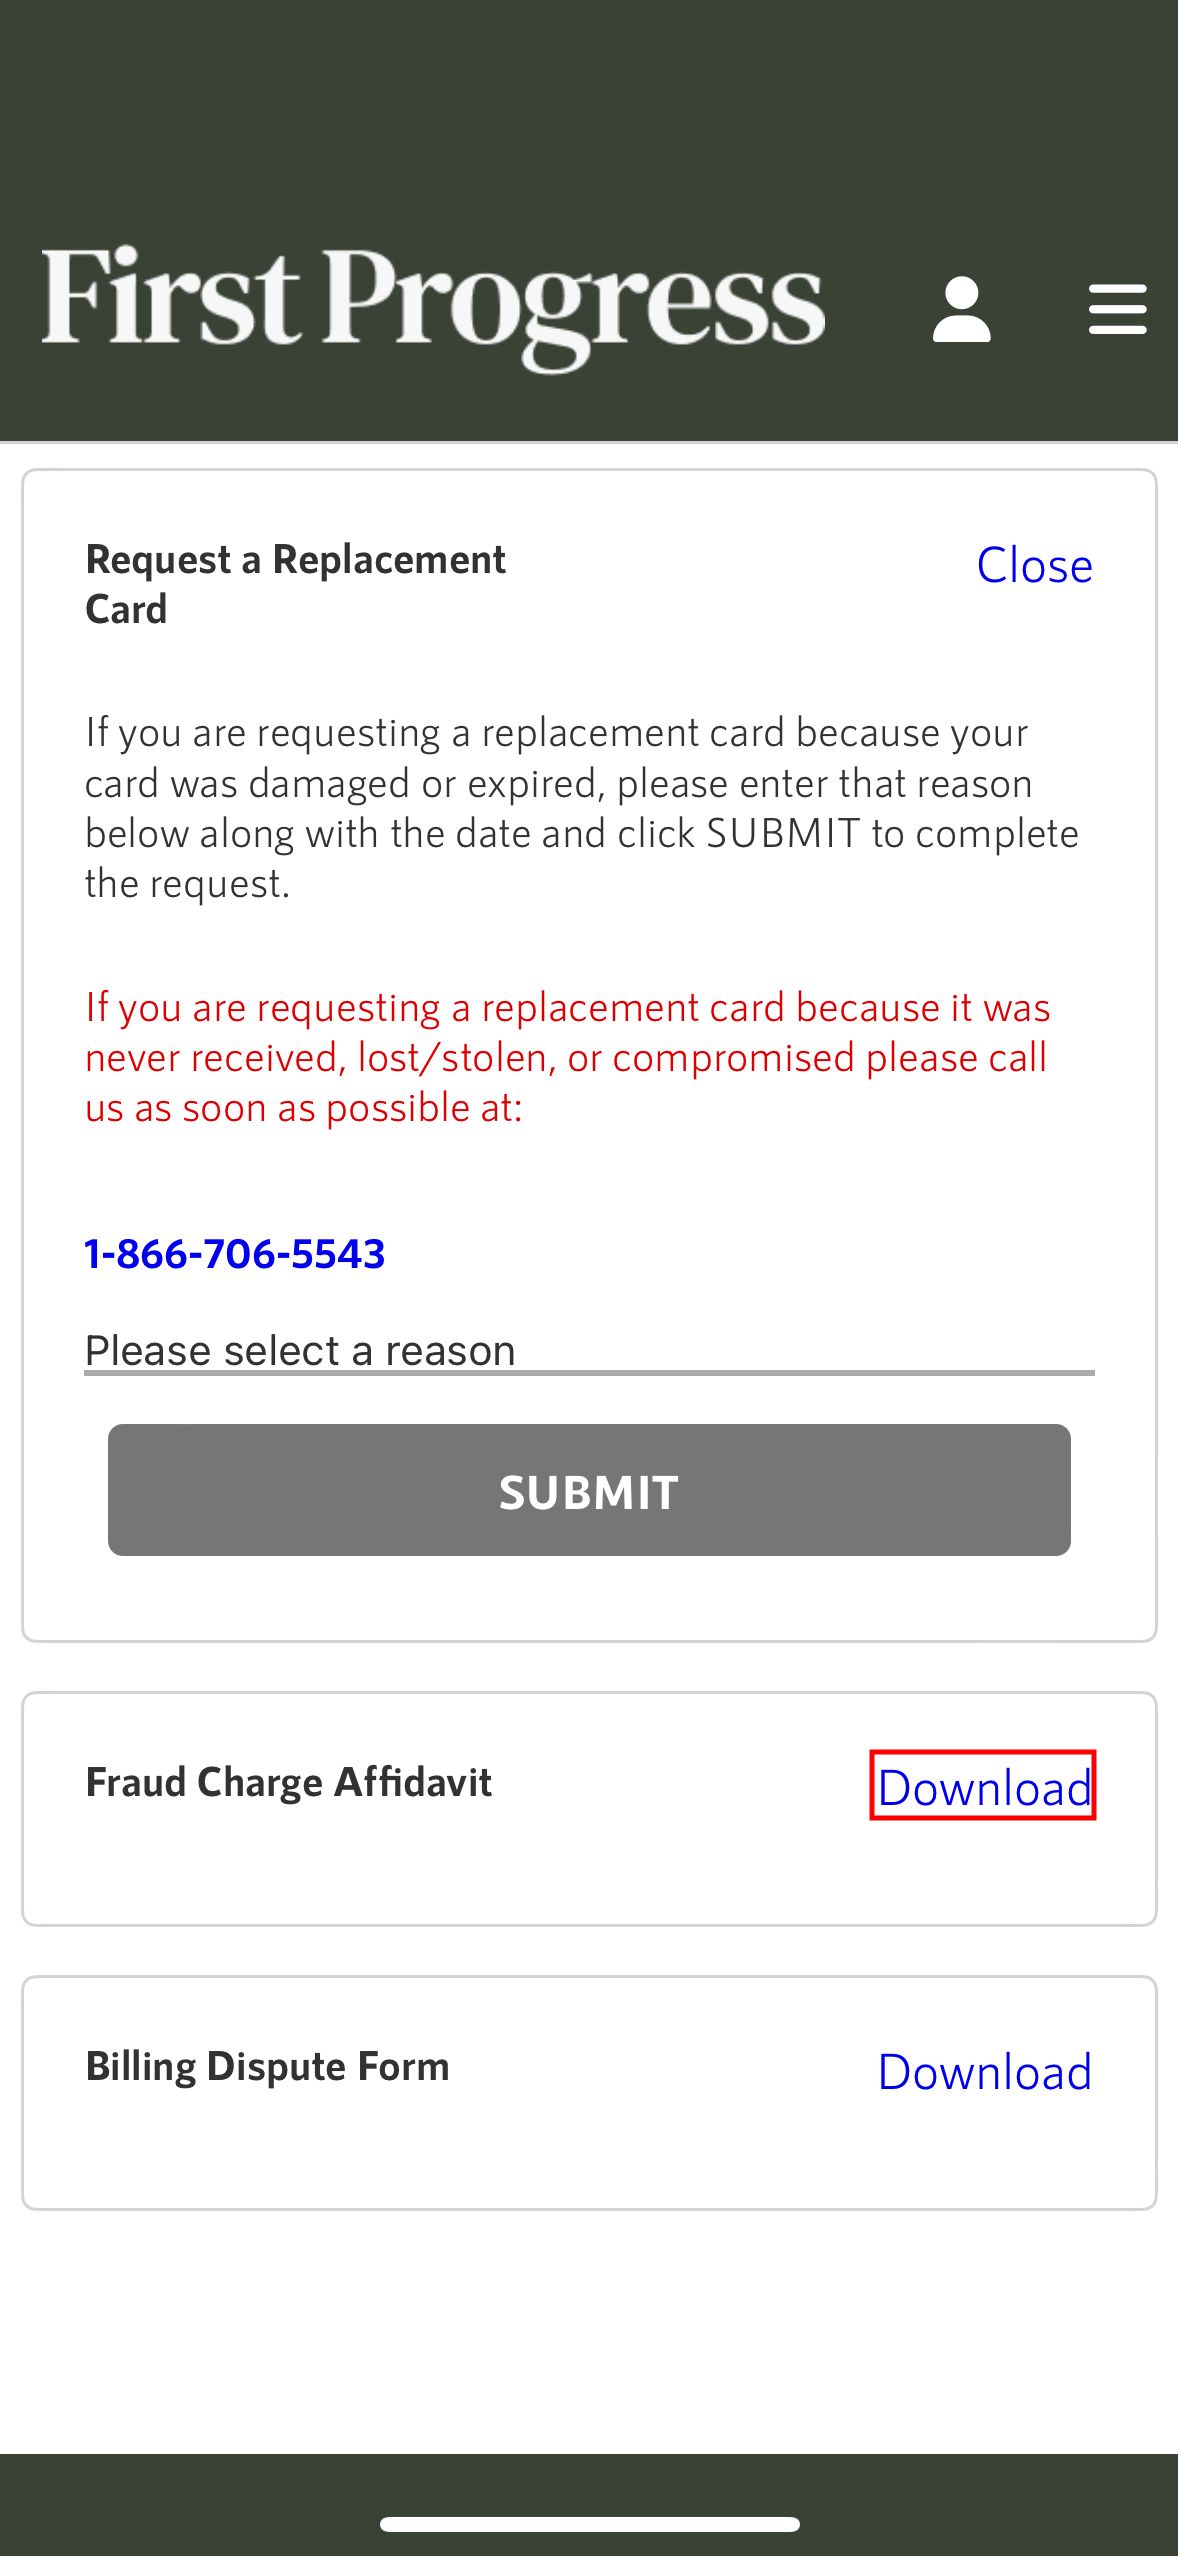 First Progress
Request a Replacement
Card
Close
If you are requesting a replacement card because your
card was damaged or expired, please enter that reason
below along with the date and click SUBMIT to complete
the request.
If you are requesting a replacement card because it was
never received, lost/stolen, or compromised please call
us as soon as possible at:
1-866-706-5543
Please select a reason
SUBMIT
Fraud Charge Affidavit
Download
Billing Dispute Form
Download